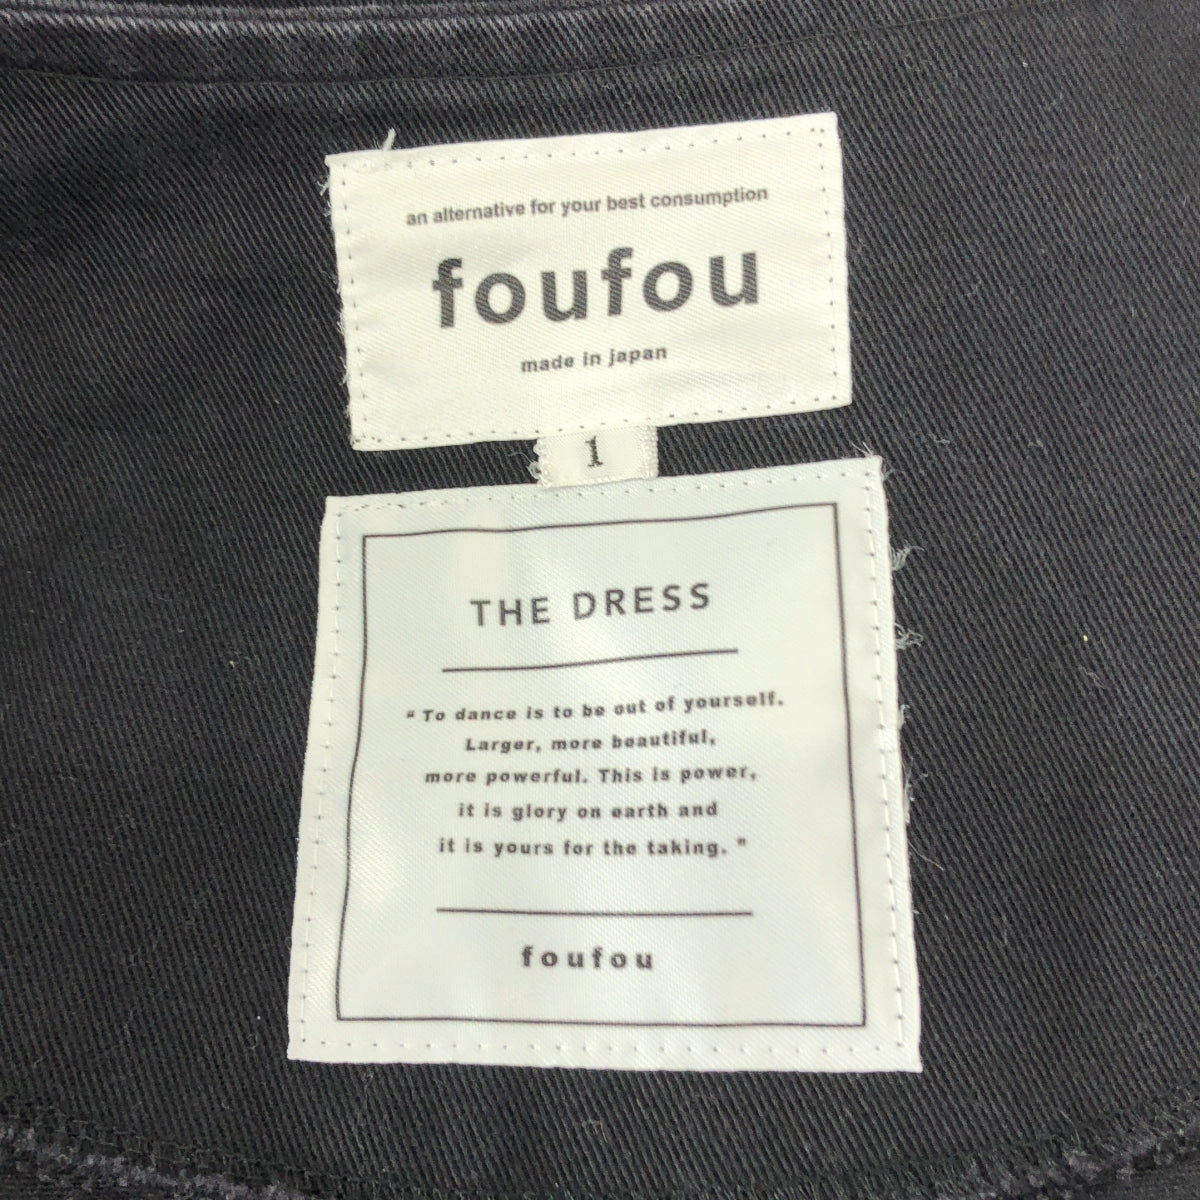 an alternative for your best consumption
foufou
made in japan
1
THE DRESS
" To dance is to be out of yourself.
Larger, more beautiful,
more powerful. This is power,
it is glory on earth and
it is yours for the taking. "
foufou